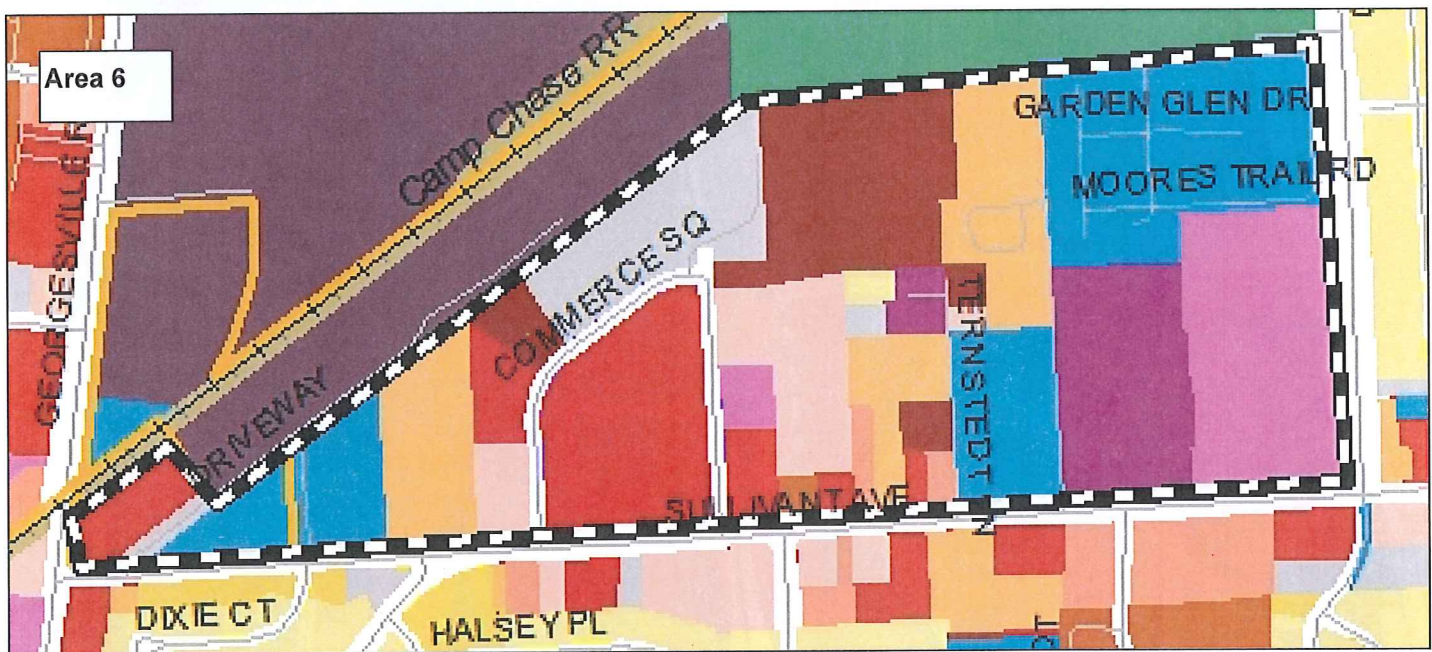 Area 6
Camp Chase RR
GARDEN GLEN DR
MOORES TRAIL RD
GEORGESVILLE R
COMMERCE SQ
DRIVEWAY
TERNSTEDT LN
SULLIVANT AVE
DIXIE CT
HALSEY PL